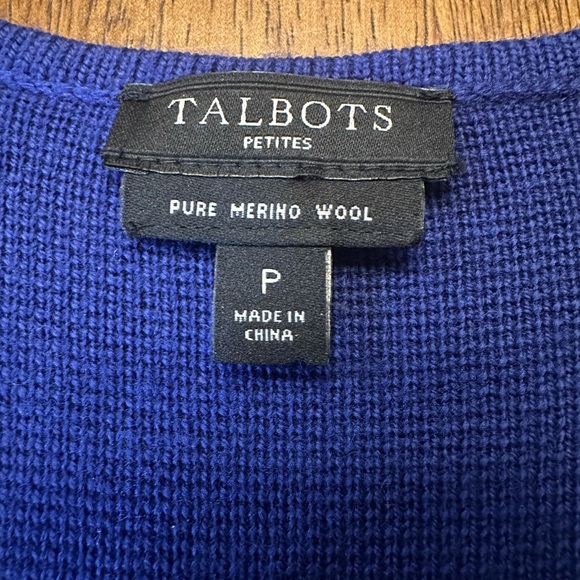 TALBOTS
PETITES
PURE MERINO WOOL
P
MADE IN
CHINA